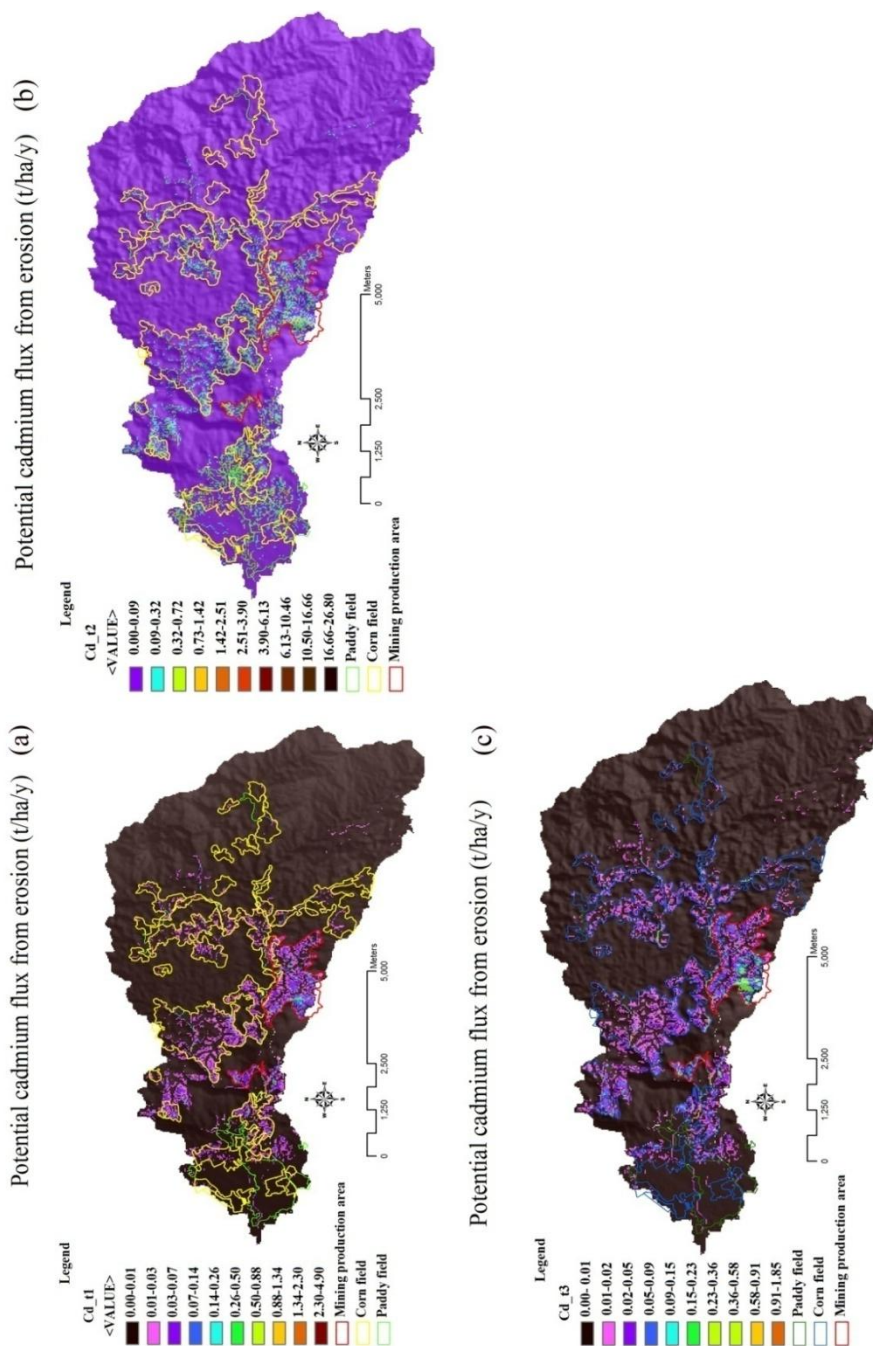 Potential cadmium flux from erosion (t/ha/y) (a)
Legend
Cd_t1
<VALUE>
0.00-0.01
0.01-0.03
0.03-0.07
0.07-0.14
0.14-0.26
0.26-0.50
0.50-0.88
0.88-1.34
1.34-2.30
2.30-4.90
Mining production area
Corn field
Paddy field
N
W E
S
0 1,250 2,500 5,000
Meters
Potential cadmium flux from erosion (t/ha/y) (b)
Legend
Cd_t2
<VALUE>
0.00-0.09
0.09-0.32
0.32-0.72
0.73-1.42
1.42-2.51
2.51-3.90
3.90-6.13
6.13-10.46
10.50-16.66
16.66-26.80
Paddy field
Corn field
Mining production area
N
W E
S
0 1,250 2,500 5,000
Meters
Potential cadmium flux from erosion (t/ha/y) (c)
Legend
Cd_t3
0.00- 0.01
0.01-0.02
0.02-0.05
0.05-0.09
0.09-0.15
0.15-0.23
0.23-0.36
0.36-0.58
0.58-0.91
0.91-1.85
Paddy field
Corn field
Mining production area
N
W E
S
0 1,250 2,500 5,000
Meters